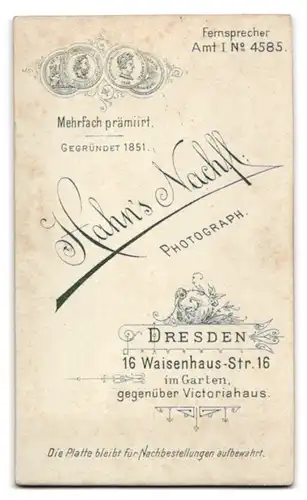 Fernsprecher
Amt I Nº 4585.
Mehrfach prämiirt.
GEGRÜNDET 1851.
Hahn's Nachfl.
PHOTOGRAPH.
DRESDEN
16 Waisenhaus-Str. 16
im Garten,
gegenüber Victoriahaus.
Die Platte bleibt für Nachbestellungen aufbewahrt.